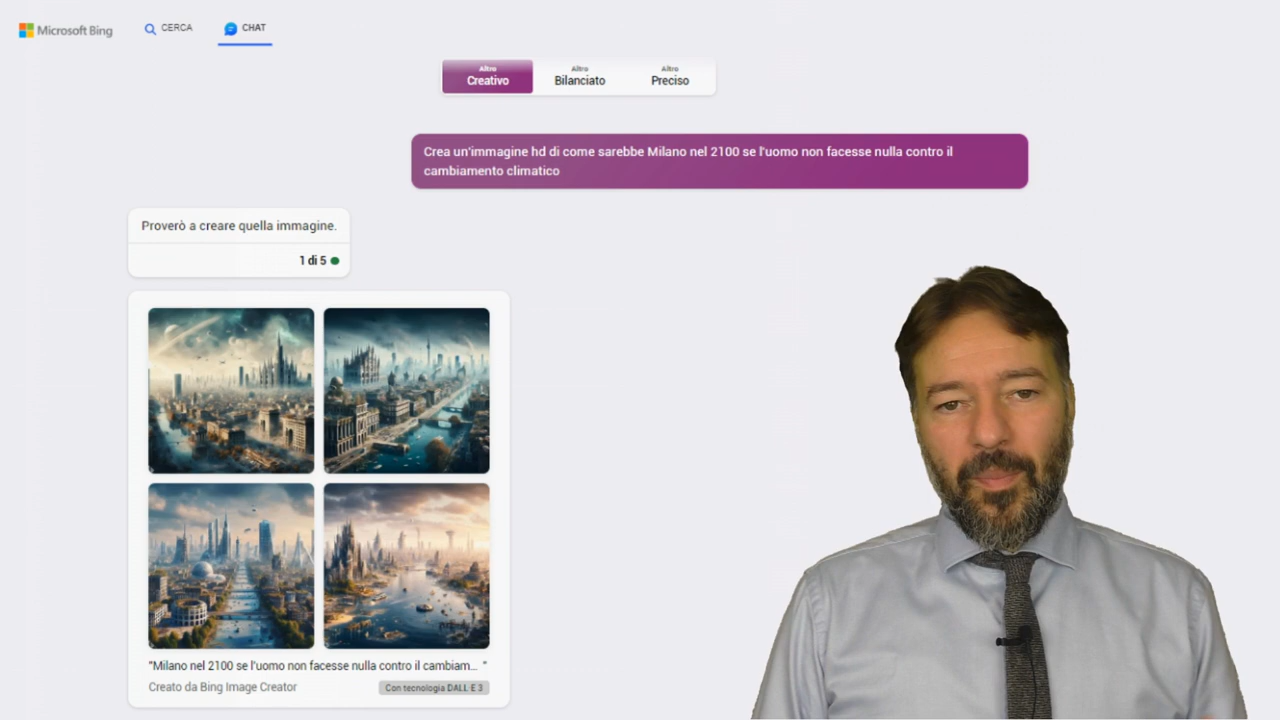 Microsoft Bing
CERCA
CHAT
Altro
Creativo
Altro
Bilanciato
Altro
Preciso
Crea un'immagine hd di come sarebbe Milano nel 2100 se l'uomo non facesse nulla contro il
cambiamento climatico
Proverò a creare quella immagine.
1 di 5
"Milano nel 2100 se l'uomo non facesse nulla contro il cambiam... "
Creato da Bing Image Creator
Con tecnologia DALL·E 3